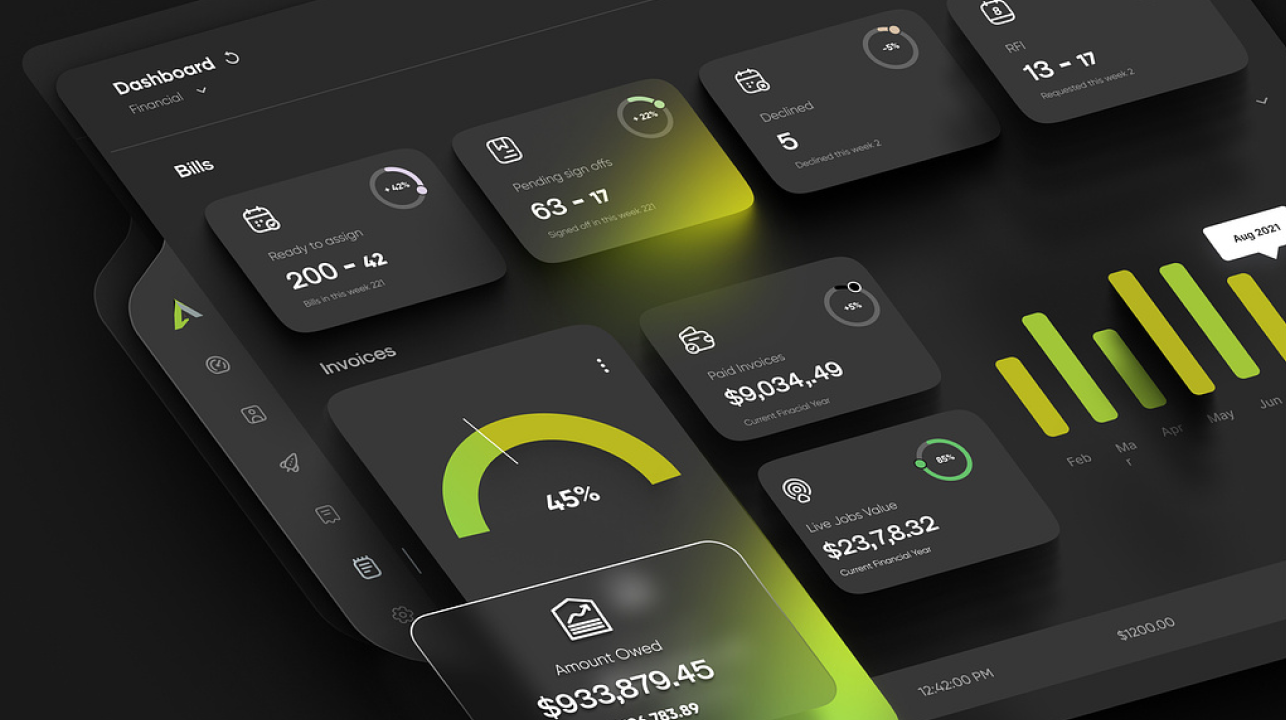 Dashboard
Financial
Bills
Ready to assign
200 - 42
Bills in this week 221
+ 42%
Pending sign offs
63 - 17
Signed off in this week 221
+ 22%
Declined
5
Declined this week 2
-5%
8
RFI
13 - 17
Requested this week 2
Invoices
45%
Paid Invoices
$9,034,.49
Current Finacial Year
+5%
Live Jobs Value
$23,7,8.32
Current Financial Year
85%
Aug 2021
Feb
Ma
r
Apr
May
Jun
Amount Owed
$933,879.45
783.89
12:42:00 PM
$1200.00